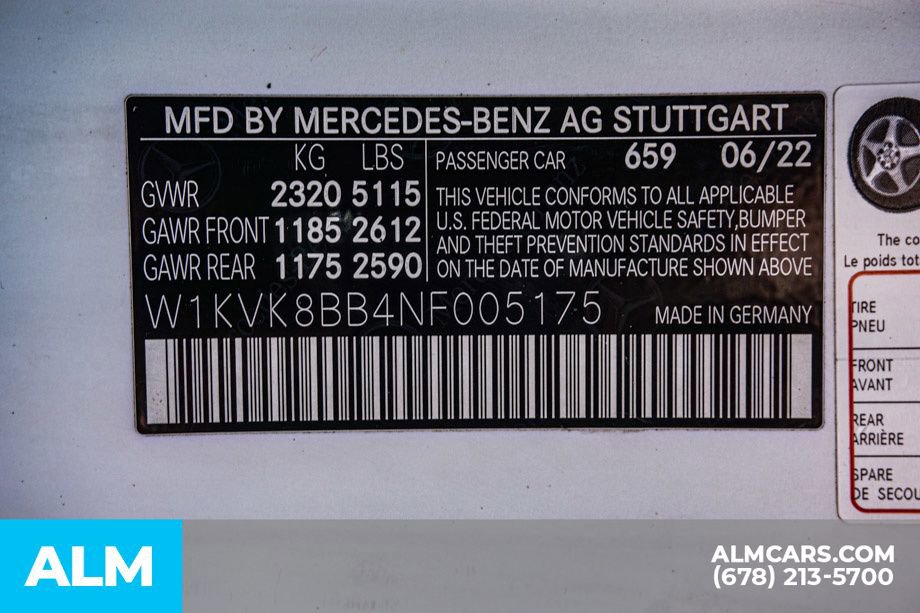 MFD BY MERCEDES-BENZ AG STUTTGART
KG LBS
GVWR 2320 5115
GAWR FRONT 1185 2612
GAWR REAR 1175 2590
PASSENGER CAR 659 06/22
THIS VEHICLE CONFORMS TO ALL APPLICABLE
U.S. FEDERAL MOTOR VEHICLE SAFETY,BUMPER
AND THEFT PREVENTION STANDARDS IN EFFECT
ON THE DATE OF MANUFACTURE SHOWN ABOVE
W1KVK8BB4NF005175
MADE IN GERMANY
The co
Le poids tot
TIRE
PNEU
FRONT
AVANT
REAR
ARRIÈRE
SPARE
DE SECOU
ALM
ALMCARS.COM
(678) 213-5700